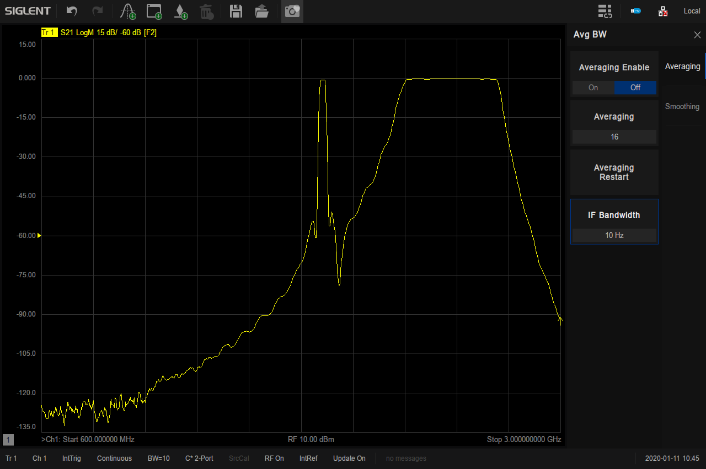 SIGLENT
Local
Tr 1 S21 LogM 15 dB/ -60 dB [F2]
15.00
0.000
-15.00
-30.00
-45.00
-60.00
-75.00
-90.00
-105.0
-120.0
-135.0
1
>Ch1: Start 600.000000 MHz RF 10.00 dBm Stop 3.000000000 GHz
Avg BW
Averaging Enable
On Off
Averaging
16
Averaging
Restart
IF Bandwidth
10 Hz
Averaging
Smoothing
Tr 1 Ch 1 IntTrig Continuous BW=10 C* 2-Port SrcCal RF On IntRef Update On no messages 2020-01-11 10:45